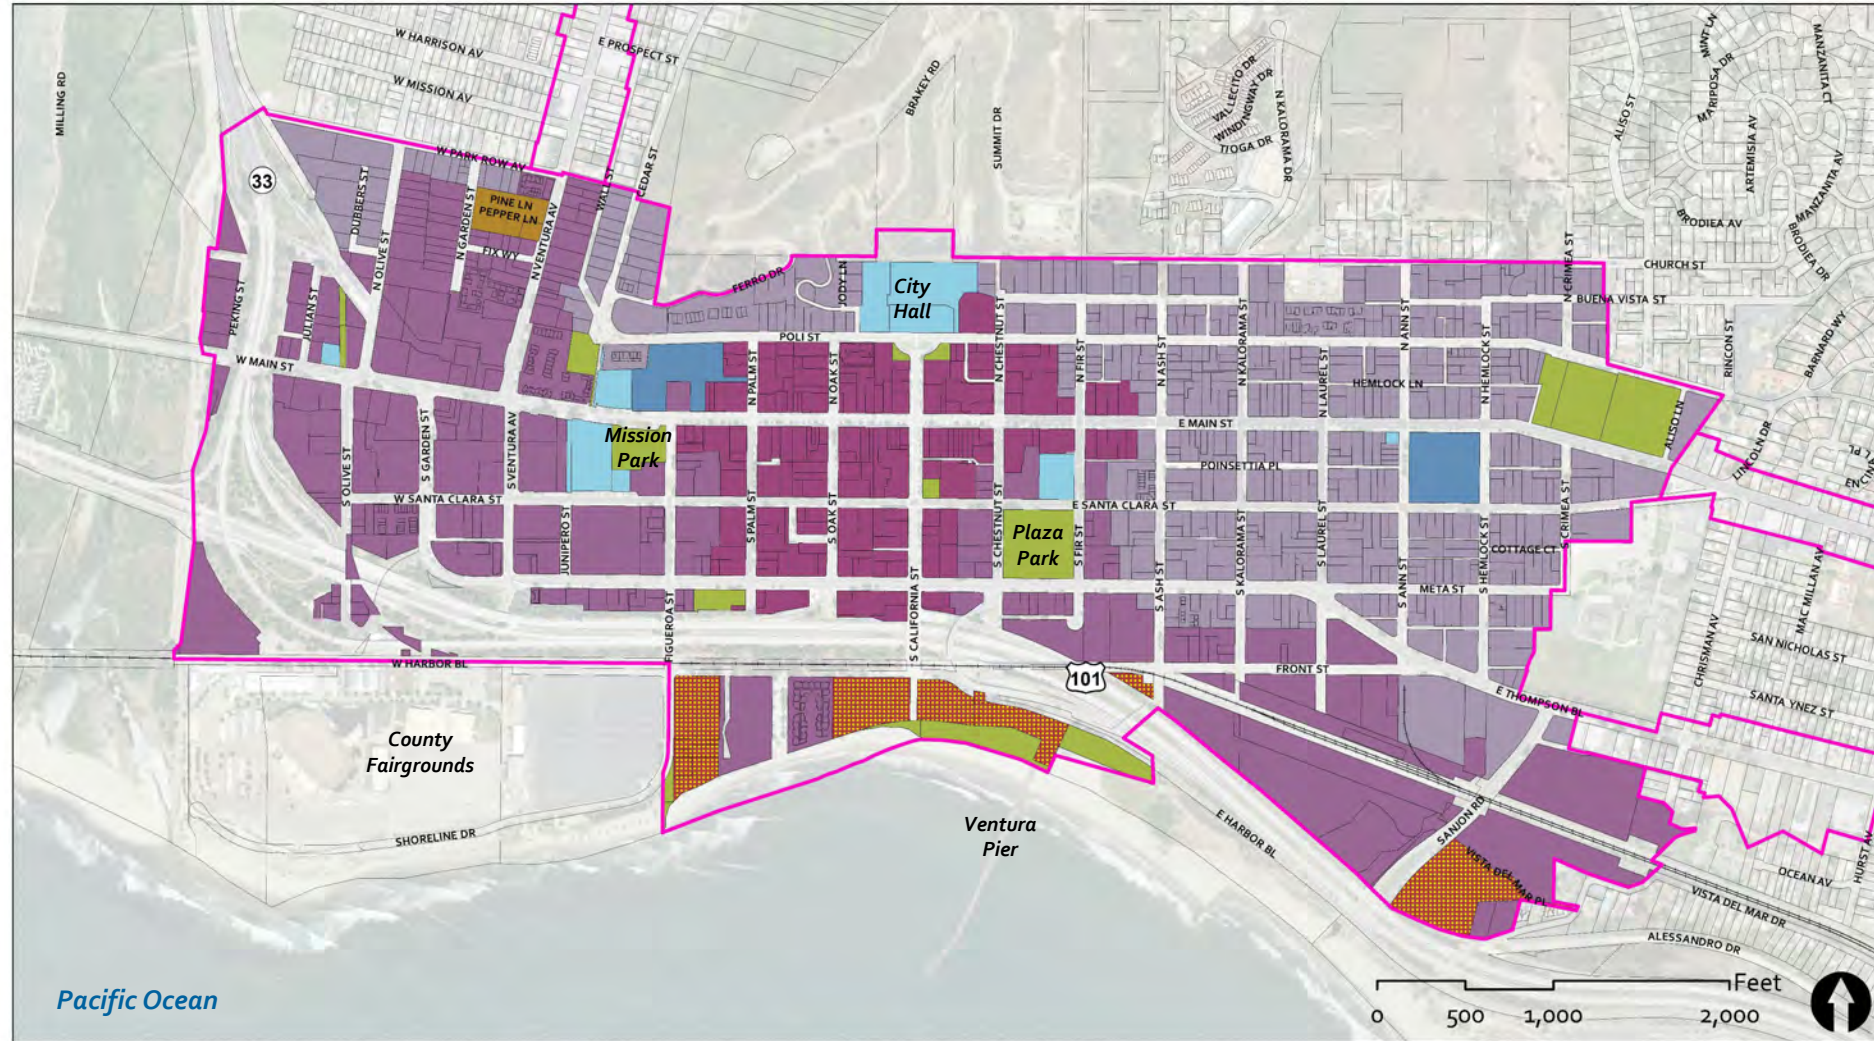 MILLING RD
W HARRISON AV
W MISSION AV
E PROSPECT ST
BRAKEY RD
SUMMIT DR
VALLECITO DR
WINDINGWAY DR
TIOGA DR
N KALORAMA DR
ALISO ST
MINT LN
MARIPOSA DR
MANZANITA CT
ARTEMISIA AV
MANZANITA AV
BRODIEA AV
BRODIEA DR
33
W PARK ROW AV
DUBBERS ST
N OLIVE ST
N GARDEN ST
PINE LN
PEPPER LN
FIX WY
N VENTURA AV
WALL ST
CEDAR ST
FERRO DR
JODY LN
City
Hall
CHURCH ST
N CRIMEA ST
BUENA VISTA ST
RINCON ST
BARNARD WY
PEKING ST
JULIAN ST
W MAIN ST
POLI ST
N PALM ST
N OAK ST
N CHESTNUT ST
N FIR ST
N ASH ST
N KALORAMA ST
N LAUREL ST
N ANN ST
N HEMLOCK ST
HEMLOCK LN
E MAIN ST
ALISO LN
LINCOLN DR
PL
ENCIN
Mission
Park
S OLIVE ST
S GARDEN ST
S VENTURA AV
W SANTA CLARA ST
JUNIPERO ST
POINSETTIA PL
E SANTA CLARA ST
S PALM ST
S OAK ST
S CHESTNUT ST
Plaza
Park
S FIR ST
S ASH ST
S KALORAMA ST
S LAUREL ST
S ANN ST
S HEMLOCK ST
COTTAGE CT
S CRIMEA ST
META ST
FIGUEROA ST
S CALIFORNIA ST
W HARBOR BL
101
FRONT ST
E THOMPSON BL
CHRISMAN AV
MAC MILLAN AV
SAN NICHOLAS ST
SANTA YNEZ ST
County
Fairgrounds
SHORELINE DR
Ventura
Pier
E HARBOR BL
SANJON RD
VISTA DEL MAR PL
VISTA DEL MAR DR
OCEAN AV
HURST AV
ALESSANDRO DR
Pacific Ocean
Feet
0 500 1,000 2,000